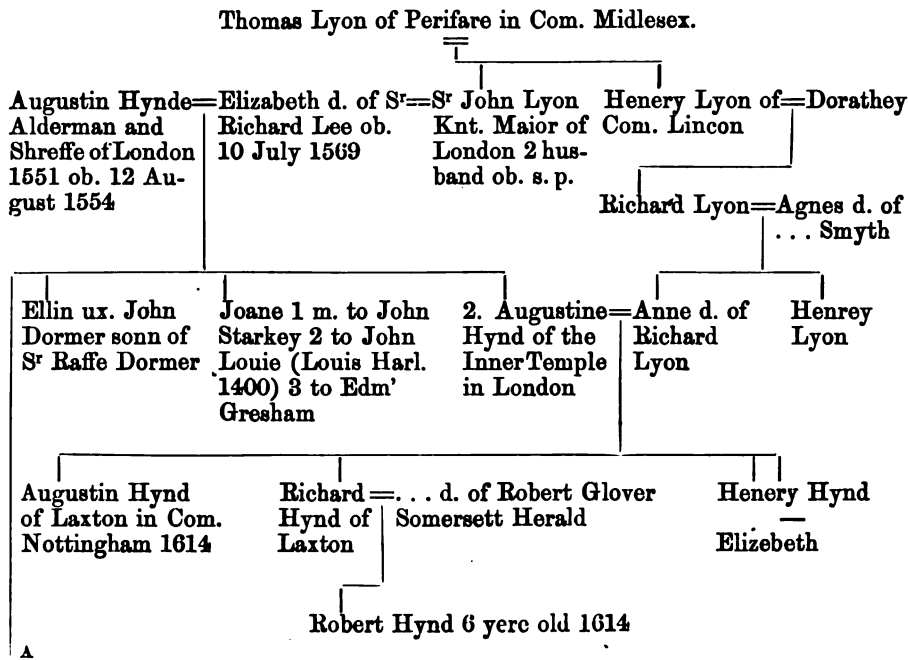 Thomas Lyon of Perifare in Com. Midlesex.
Augustin Hynde=Elizabeth d. of Sr=Sr John Lyon
Alderman and Richard Lee ob. Knt. Maior of
Shreffe of London 10 July 1569 London 2 hus-
1551 ob. 12 Au- band ob. s. p.
gust 1554
Henery Lyon of=Dorathey
Com. Lincon
Richard Lyon=Agnes d. of
... Smyth
Ellin ux. John
Dormer sonn of
Sr Raffe Dormer
Joane 1 m. to John
Starkey 2 to John
Louie (Louis Harl.
1400) 3 to Edm'
Gresham
2. Augustine=Anne d. of
Hynd of the Richard
Inner Temple Lyon
in London
Henrey
Lyon
Augustin Hynd
of Laxton in Com.
Nottingham 1614
Richard=... d. of Robert Glover
Hynd of Somersett Herald
Laxton
Henery Hynd
—
Elizebeth
Robert Hynd 6 yere old 1614
A